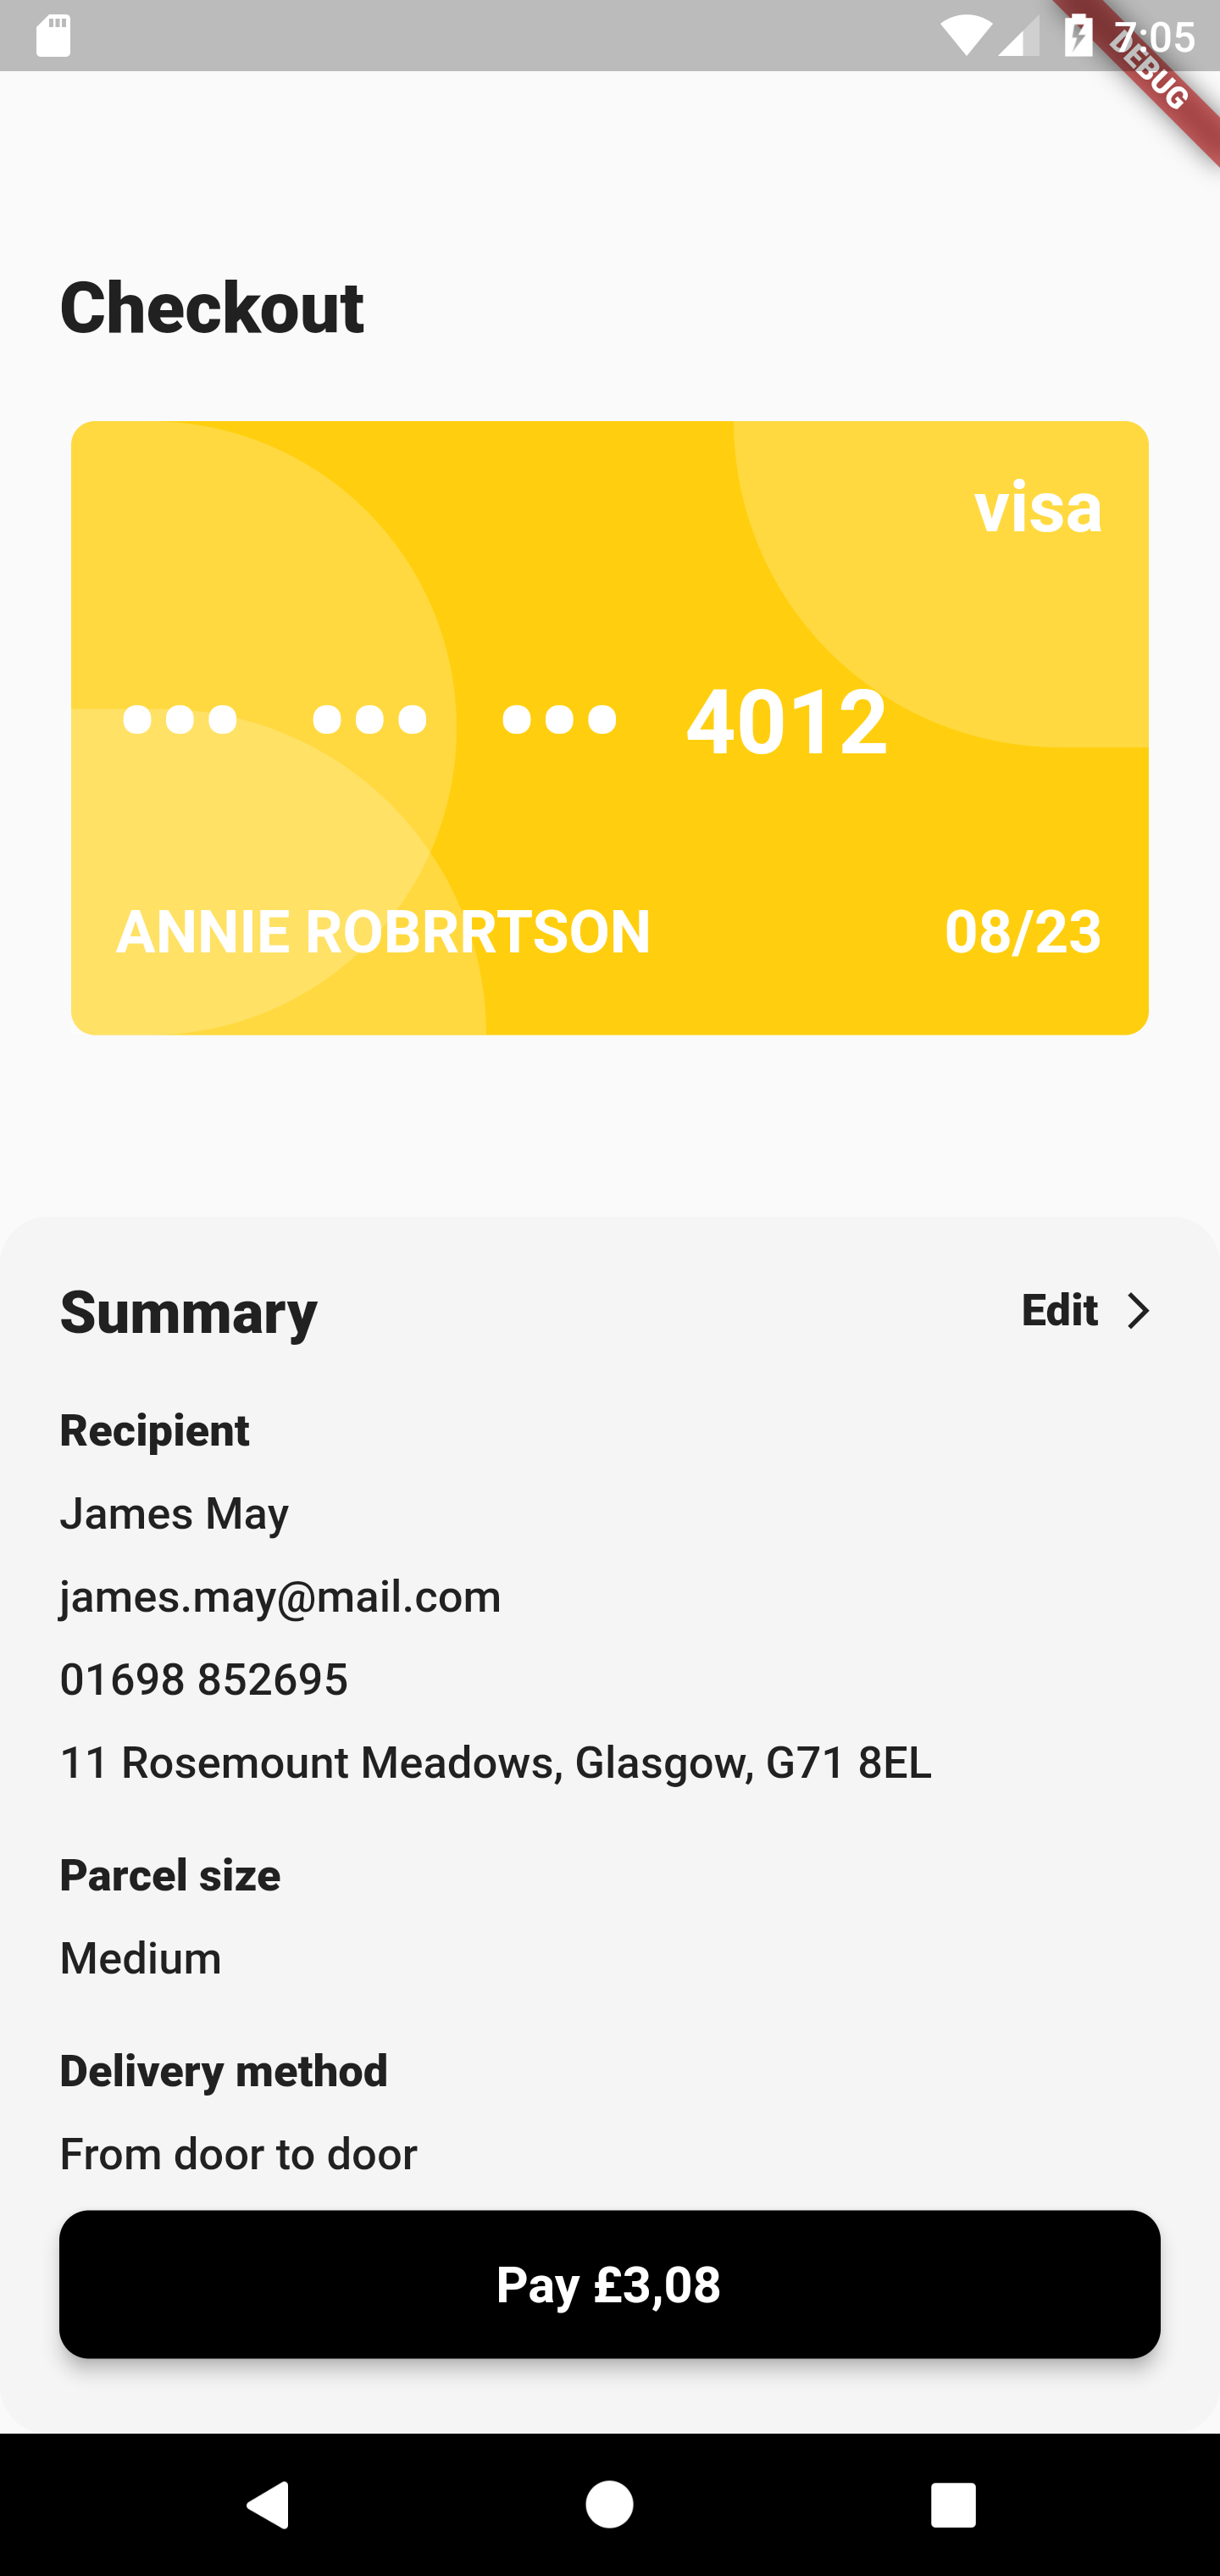 7:05
DEBUG
Checkout
visa
••• ••• ••• 4012
ANNIE ROBRRTSON 08/23
Summary Edit
Recipient
James May
james.may@mail.com
01698 852695
11 Rosemount Meadows, Glasgow, G71 8EL
Parcel size
Medium
Delivery method
From door to door
Pay £3,08